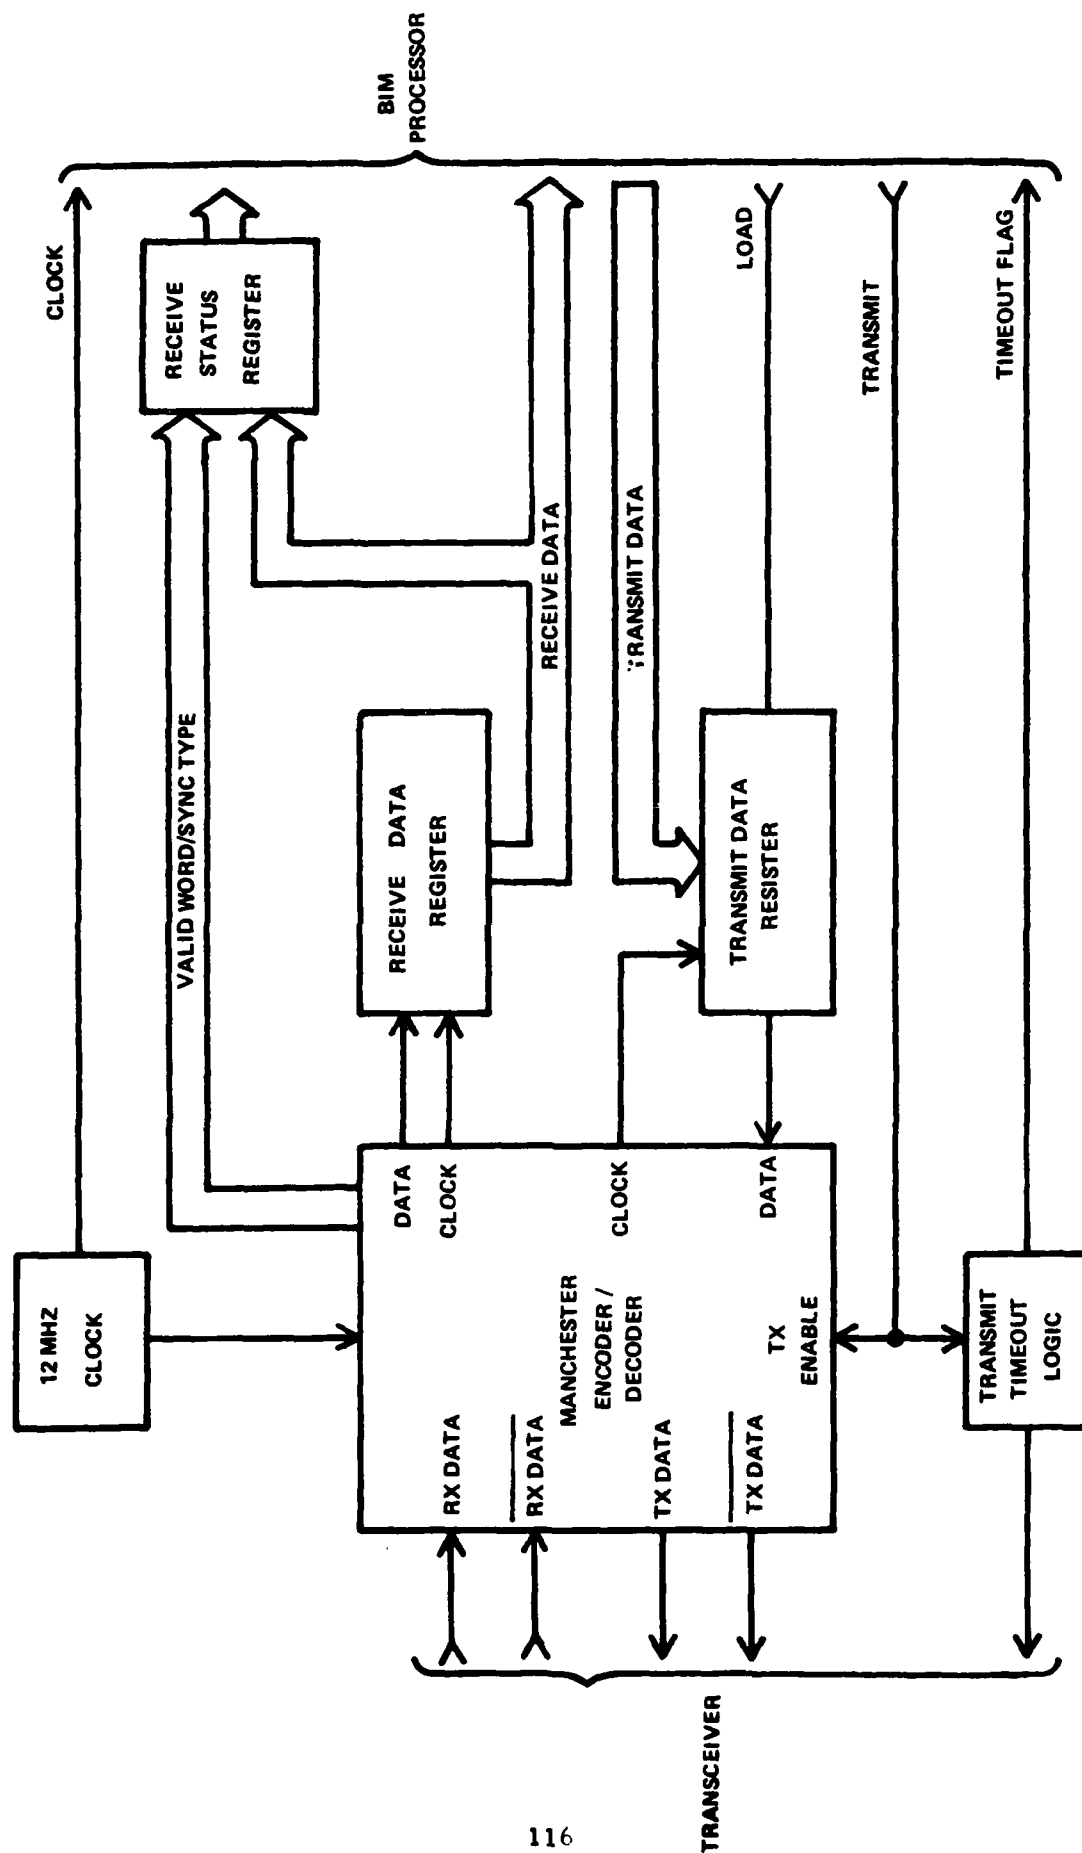 12 MHZ
CLOCK
CLOCK
VALID WORD/SYNC TYPE
RECEIVE
STATUS
REGISTER
BIM
PROCESSOR
RECEIVE DATA
REGISTER
RECEIVE DATA
TRANSMIT DATA
TRANSMIT DATA
RESISTER
LOAD
TRANSMIT
TIMEOUT FLAG
DATA
CLOCK
CLOCK
DATA
MANCHESTER
ENCODER /
DECODER
TX
ENABLE
RX DATA
RX DATA
TX DATA
TX DATA
TRANSMIT
TIMEOUT
LOGIC
TRANSCEIVER
116